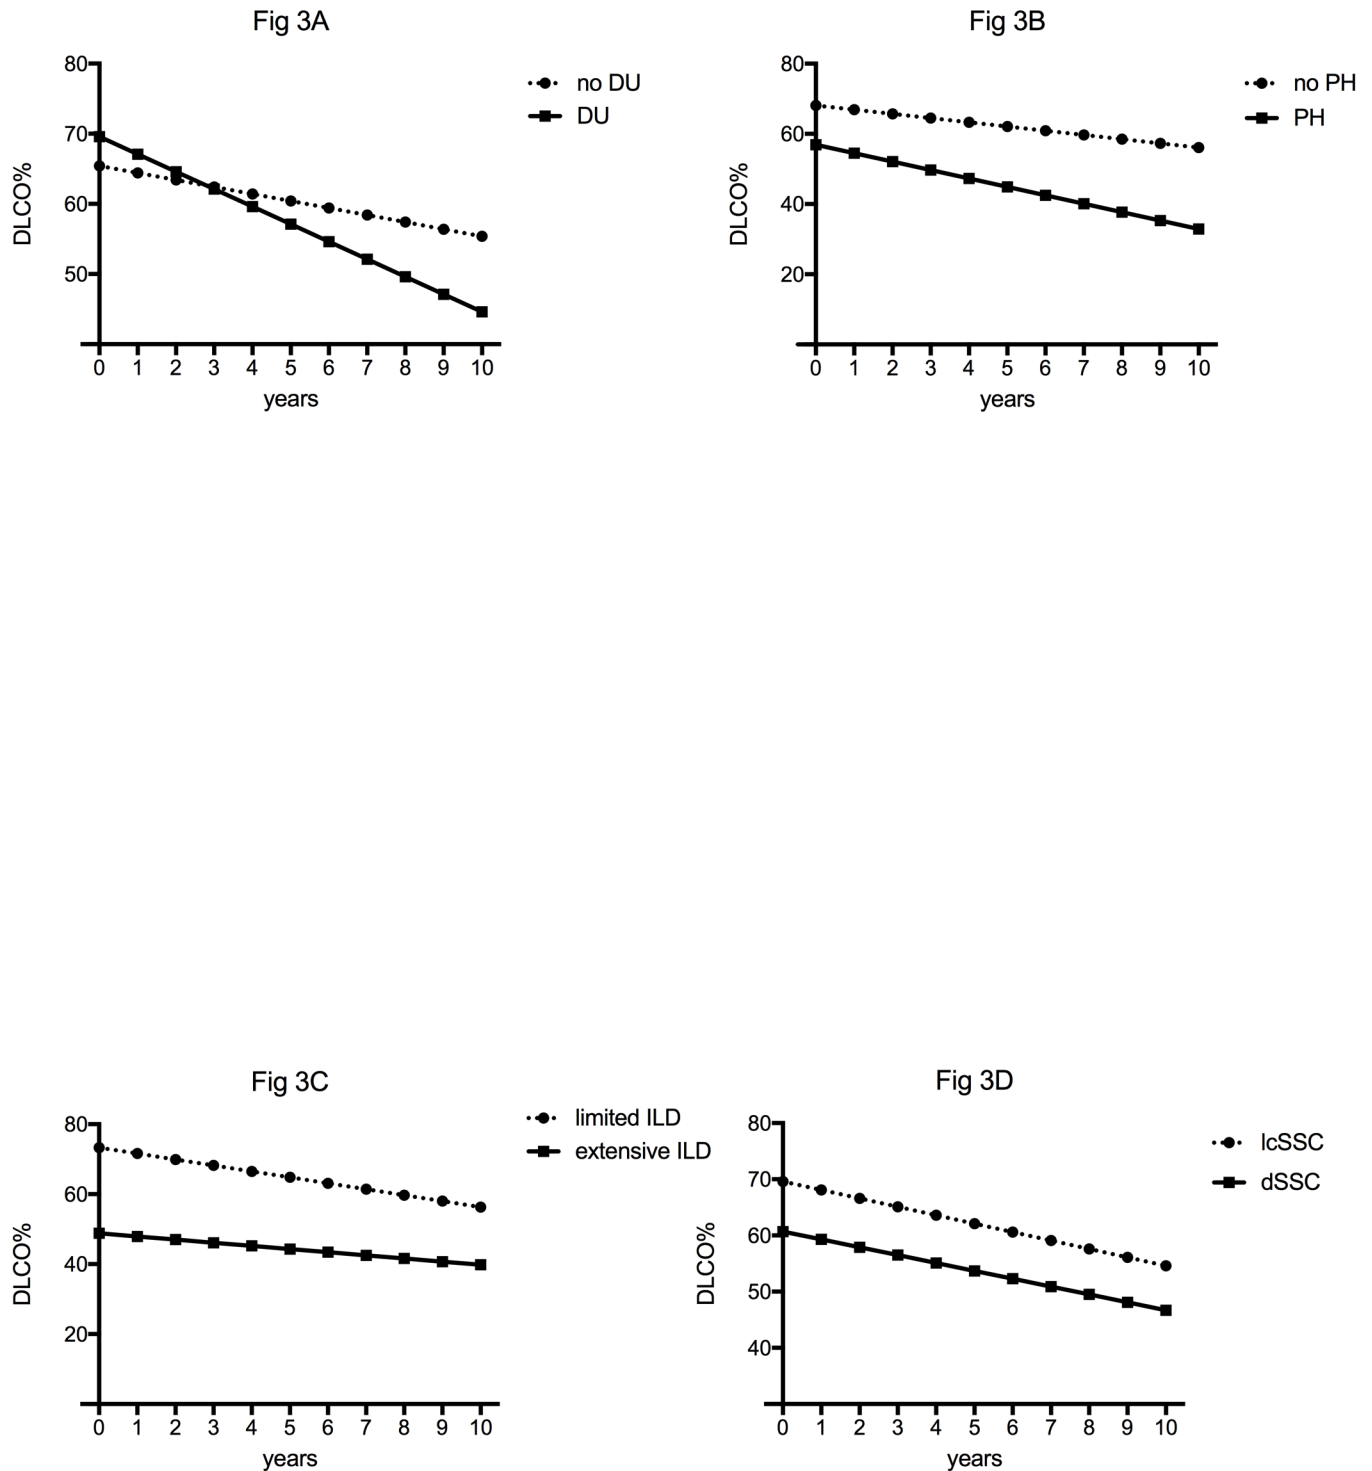 Fig 3A
80
70
60
50
DLCO%
0 1 2 3 4 5 6 7 8 9 10
years
no DU
DU
Fig 3B
80
60
40
20
DLCO%
0 1 2 3 4 5 6 7 8 9 10
years
no PH
PH
Fig 3C
80
60
40
20
DLCO%
0 1 2 3 4 5 6 7 8 9 10
years
limited ILD
extensive ILD
Fig 3D
80
70
60
50
40
DLCO%
0 1 2 3 4 5 6 7 8 9 10
years
lcSSC
dSSC